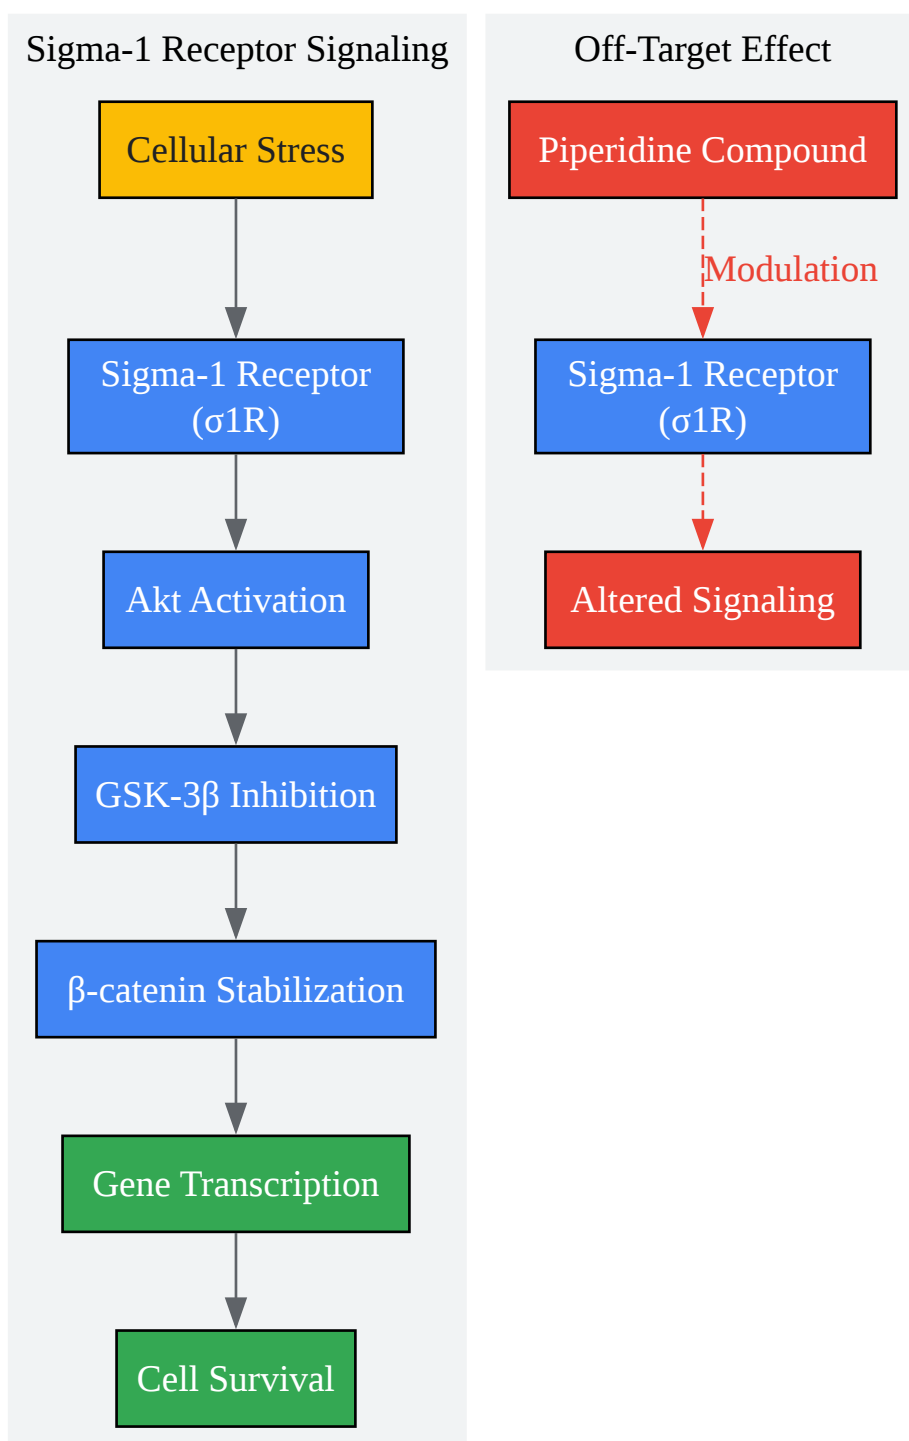 Sigma-1 Receptor Signaling
Cellular Stress
Sigma-1 Receptor
(σ1R)
Akt Activation
GSK-3β Inhibition
β-catenin Stabilization
Gene Transcription
Cell Survival
Off-Target Effect
Piperidine Compound
Modulation
Sigma-1 Receptor
(σ1R)
Altered Signaling